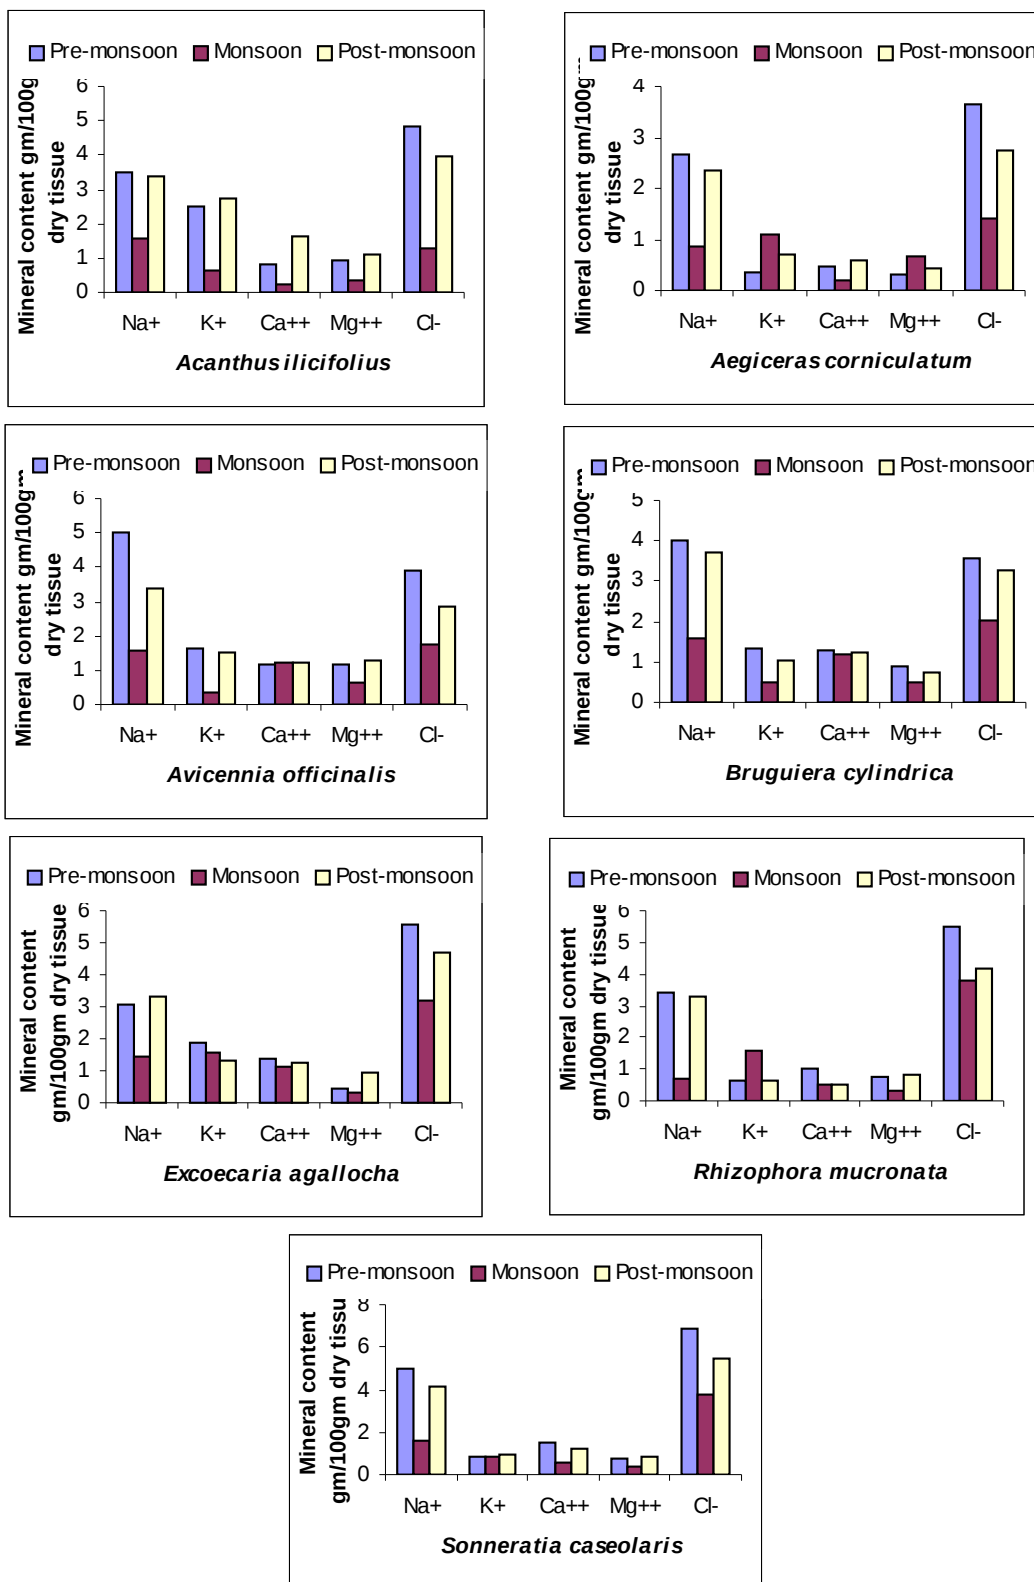 Pre-monsoon Monsoon Post-monsoon
Mineral content gm/100g
dry tissue
6
5
4
3
2
1
0
Na+ K+ Ca++ Mg++ Cl-
Acanthus ilicifolius
Pre-monsoon Monsoon Post-monsoon
Mineral content gm/100gm
dry tissue
4
3
2
1
0
Na+ K+ Ca++ Mg++ Cl-
Aegiceras corniculatum
Pre-monsoon Monsoon Post-monsoon
Mineral content gm/100gm
dry tissue
6
5
4
3
2
1
0
Na+ K+ Ca++ Mg++ Cl-
Avicennia officinalis
Pre-monsoon Monsoon Post-monsoon
Mineral content gm/100gm
dry tissue
5
4
3
2
1
0
Na+ K+ Ca++ Mg++ Cl-
Bruguiera cylindrica
Pre-monsoon Monsoon Post-monsoon
Mineral content
gm/100gm dry tissue
6
5
4
3
2
1
0
Na+ K+ Ca++ Mg++ Cl-
Excoecaria agallocha
Pre-monsoon Monsoon Post-monsoon
Mineral content
gm/100gm dry tissue
6
5
4
3
2
1
0
Na+ K+ Ca++ Mg++ Cl-
Rhizophora mucronata
Pre-monsoon Monsoon Post-monsoon
Mineral content
gm/100gm dry tissu
8
6
4
2
0
Na+ K+ Ca++ Mg++ Cl-
Sonneratia caseolaris